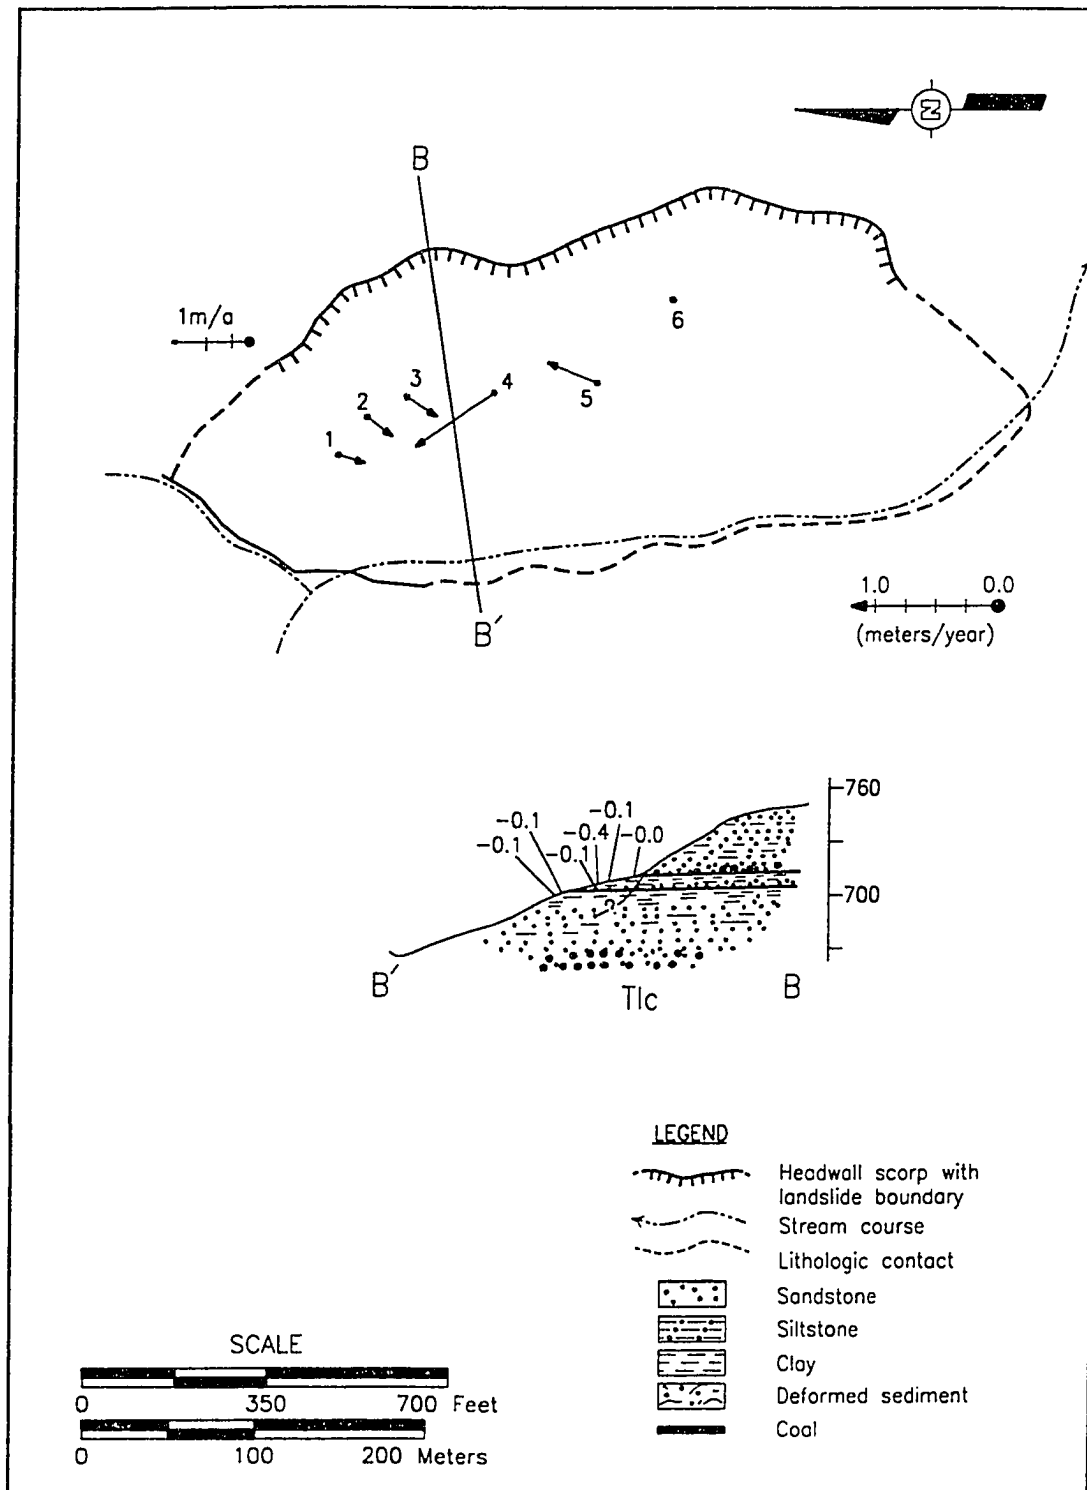 N
B
1m/a
6
3
4
5
2
1
B'
1.0 0.0
(meters/year)
-0.1
-0.1
-0.1
-0.4
-0.0
-0.1
760
700
?
B'
Tlc
B
LEGEND
Headwall scorp with
landslide boundary
Stream course
Lithologic contact
Sandstone
Siltstone
Clay
Deformed sediment
Coal
SCALE
0 350 700 Feet
0 100 200 Meters